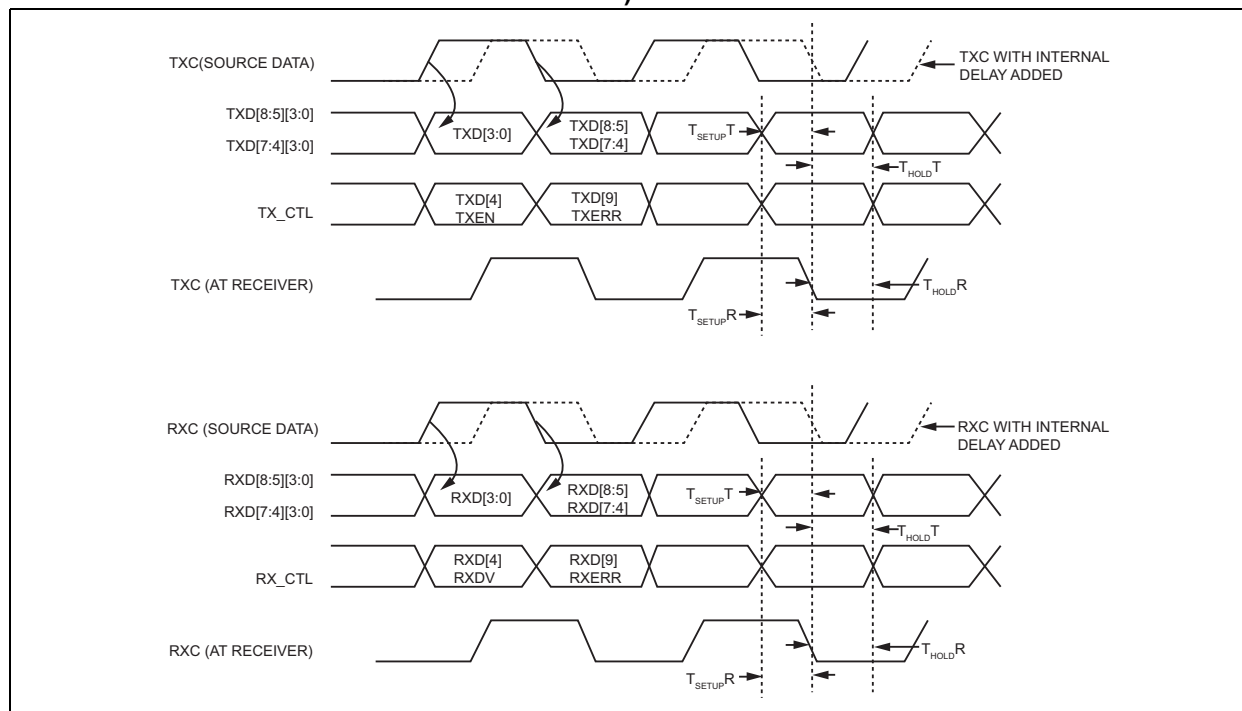 ,
TXC(SOURCE DATA)
TXC WITH INTERNAL
DELAY ADDED
TXD[8:5][3:0]
TXD[7:4][3:0]
TXD[3:0]
TXD[8:5]
TXD[7:4]
TSETUPT
THOLDT
TX_CTL
TXD[4]
TXEN
TXD[9]
TXERR
TXC (AT RECEIVER)
THOLDR
TSETUPR
RXC (SOURCE DATA)
RXC WITH INTERNAL
DELAY ADDED
RXD[8:5][3:0]
RXD[7:4][3:0]
RXD[3:0]
RXD[8:5]
RXD[7:4]
TSETUPT
THOLDT
RX_CTL
RXD[4]
RXDV
RXD[9]
RXERR
RXC (AT RECEIVER)
THOLDR
TSETUPR